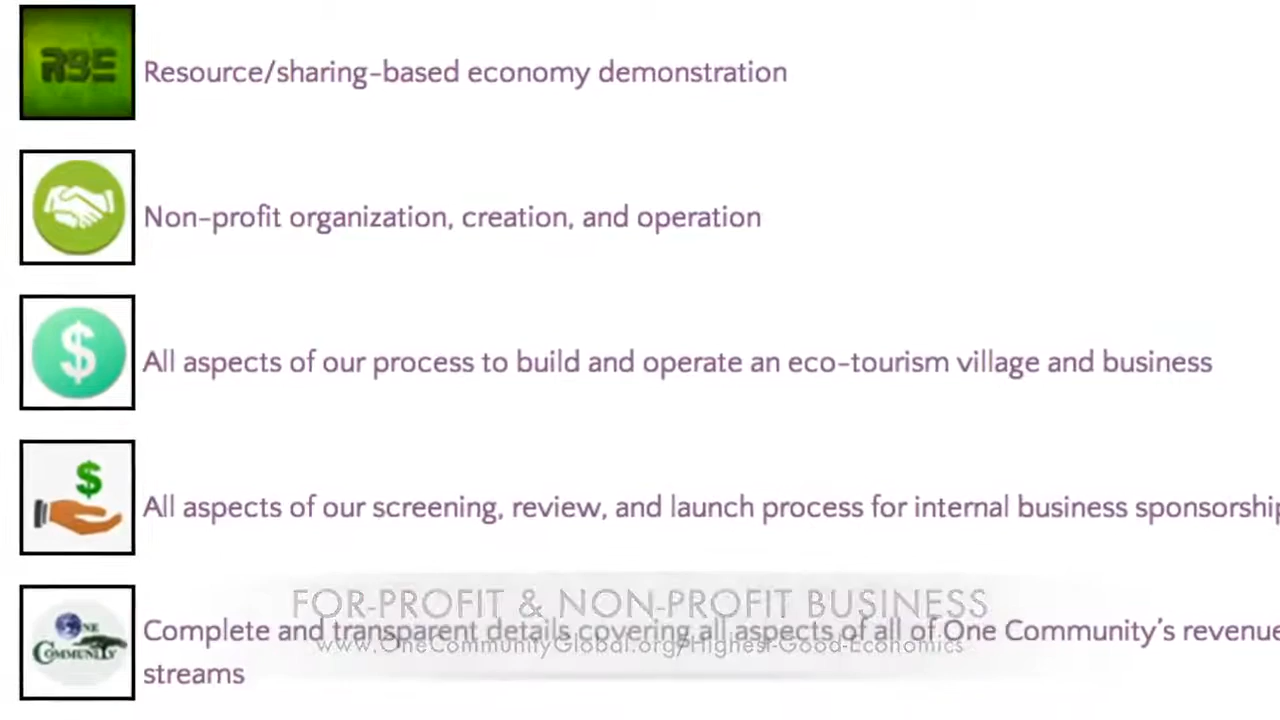 RBE
Resource/sharing-based economy demonstration
Non-profit organization, creation, and operation
$
All aspects of our process to build and operate an eco-tourism village and business
$
All aspects of our screening, review, and launch process for internal business sponsorship
FOR-PROFIT & NON-PROFIT BUSINESS
ONE
COMMUNITY
Complete and transparent details covering all aspects of all of One Community's revenue
www.OneCommunityGlobal.org/Highest-Good-Economics
streams